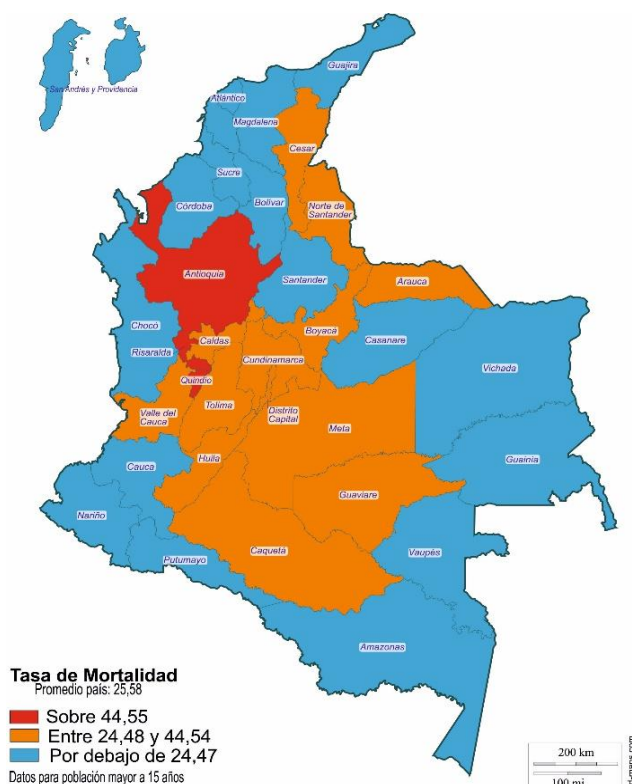 San Andrés y Providencia
Guajira
Atlántico
Magdalena
Cesar
Sucre
Córdoba
Bolívar
Norte de
Santander
Antioquia
Santander
Arauca
Chocó
Risaralda
Caldas
Boyaca
Casanare
Cundinamarca
Vichada
Quindío
Tolima
Valle del
Cauca
Distrito
Capital
Meta
Huila
Cauca
Guainía
Guaviare
Nariño
Caquetá
Vaupés
Putumayo
Amazonas
Tasa de Mortalidad
Promedio país: 25,58
Sobre 44,55
Entre 24,48 y 44,54
Por debajo de 24,47
Datos para población mayor a 15 años
200 km
100 mi